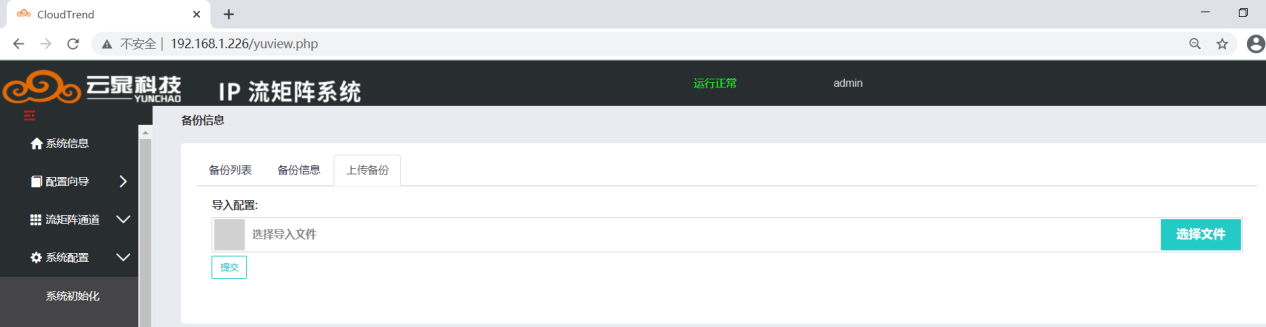 CloudTrend
不安全 | 192.168.1.226/yuview.php
云晁科技
YUNCHAO
IP 流矩阵系统
运行正常
admin
系统信息
配置向导
流矩阵通道
系统配置
系统初始化
备份信息
备份列表
备份信息
上传备份
导入配置:
选择导入文件
选择文件
提交